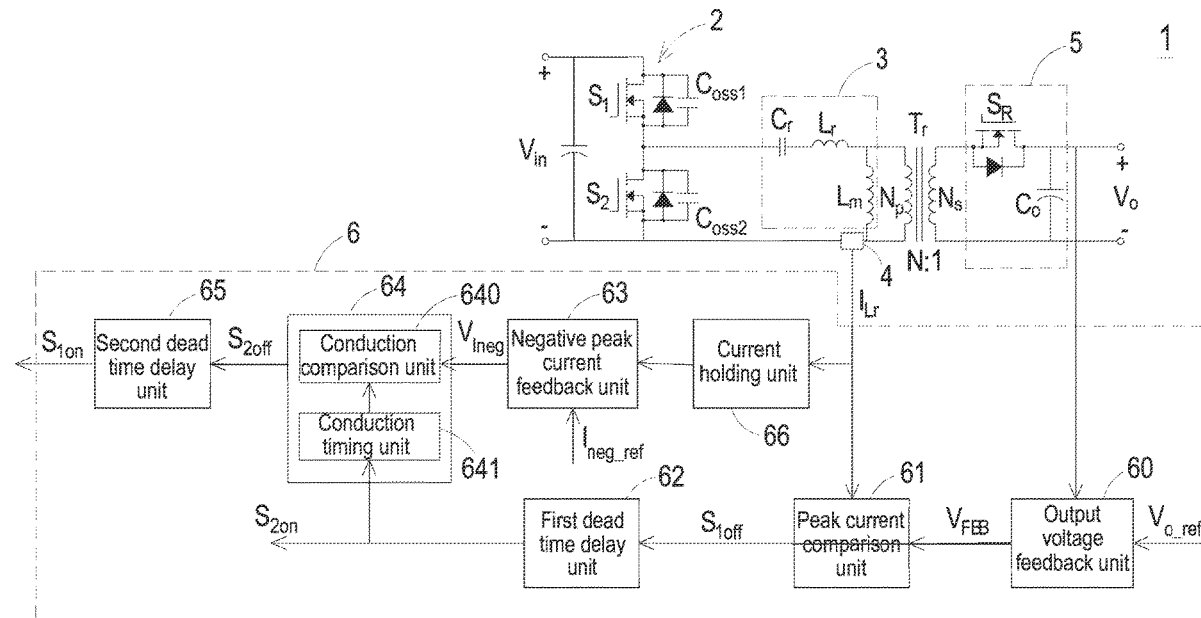 1
2
3
5
+
S1
Coss1
Cr
Lr
Tr
SR
+
Vin
S2
Coss2
Lm
Np
Ns
Co
Vo
-
-
N:1
4
ILr
6
65
64
640
63
S1on
Second dead
time delay
unit
S2off
Conduction
comparison unit
VIneg
Negative peak
current
feedback unit
Current
holding unit
66
Conduction
timing unit
641
Ineg_ref
62
61
60
S2on
First dead
time delay
unit
S1off
Peak current
comparison
unit
VFEB
Output
voltage
feedback unit
Vo_ref